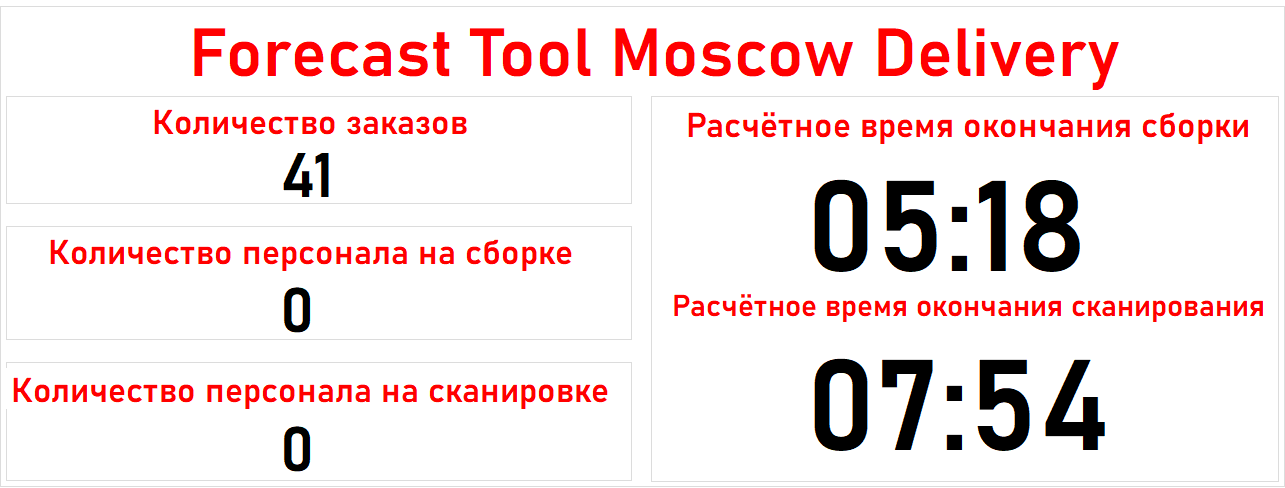 Forecast Tool Moscow Delivery
Количество заказов
41
Количество персонала на сборке
0
Количество персонала на сканировке
0
Расчётное время окончания сборки
05:18
Расчётное время окончания сканирования
07:54